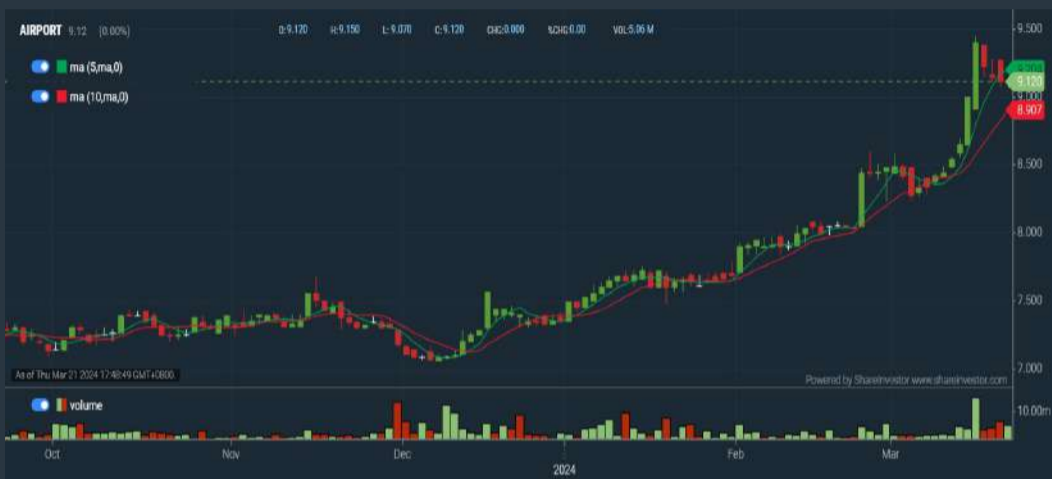 AIRPORT 9.12 (0.00%) O:9.120 H:9.150 L:9.070 C:9.120 CHG:0.000 %CHG:0.00 VOL:5.06 M
9.500
ma (5,ma,0)
9.120
ma (10,ma,0)
9.000
8.907
8.500
8.000
7.500
7.000
As of Thu Mar 21 2024 17:48:49 GMT+0800.
Powered by ShareInvestor www.shareinvestor.com
volume
10.00m
Oct Nov Dec Feb Mar
2024